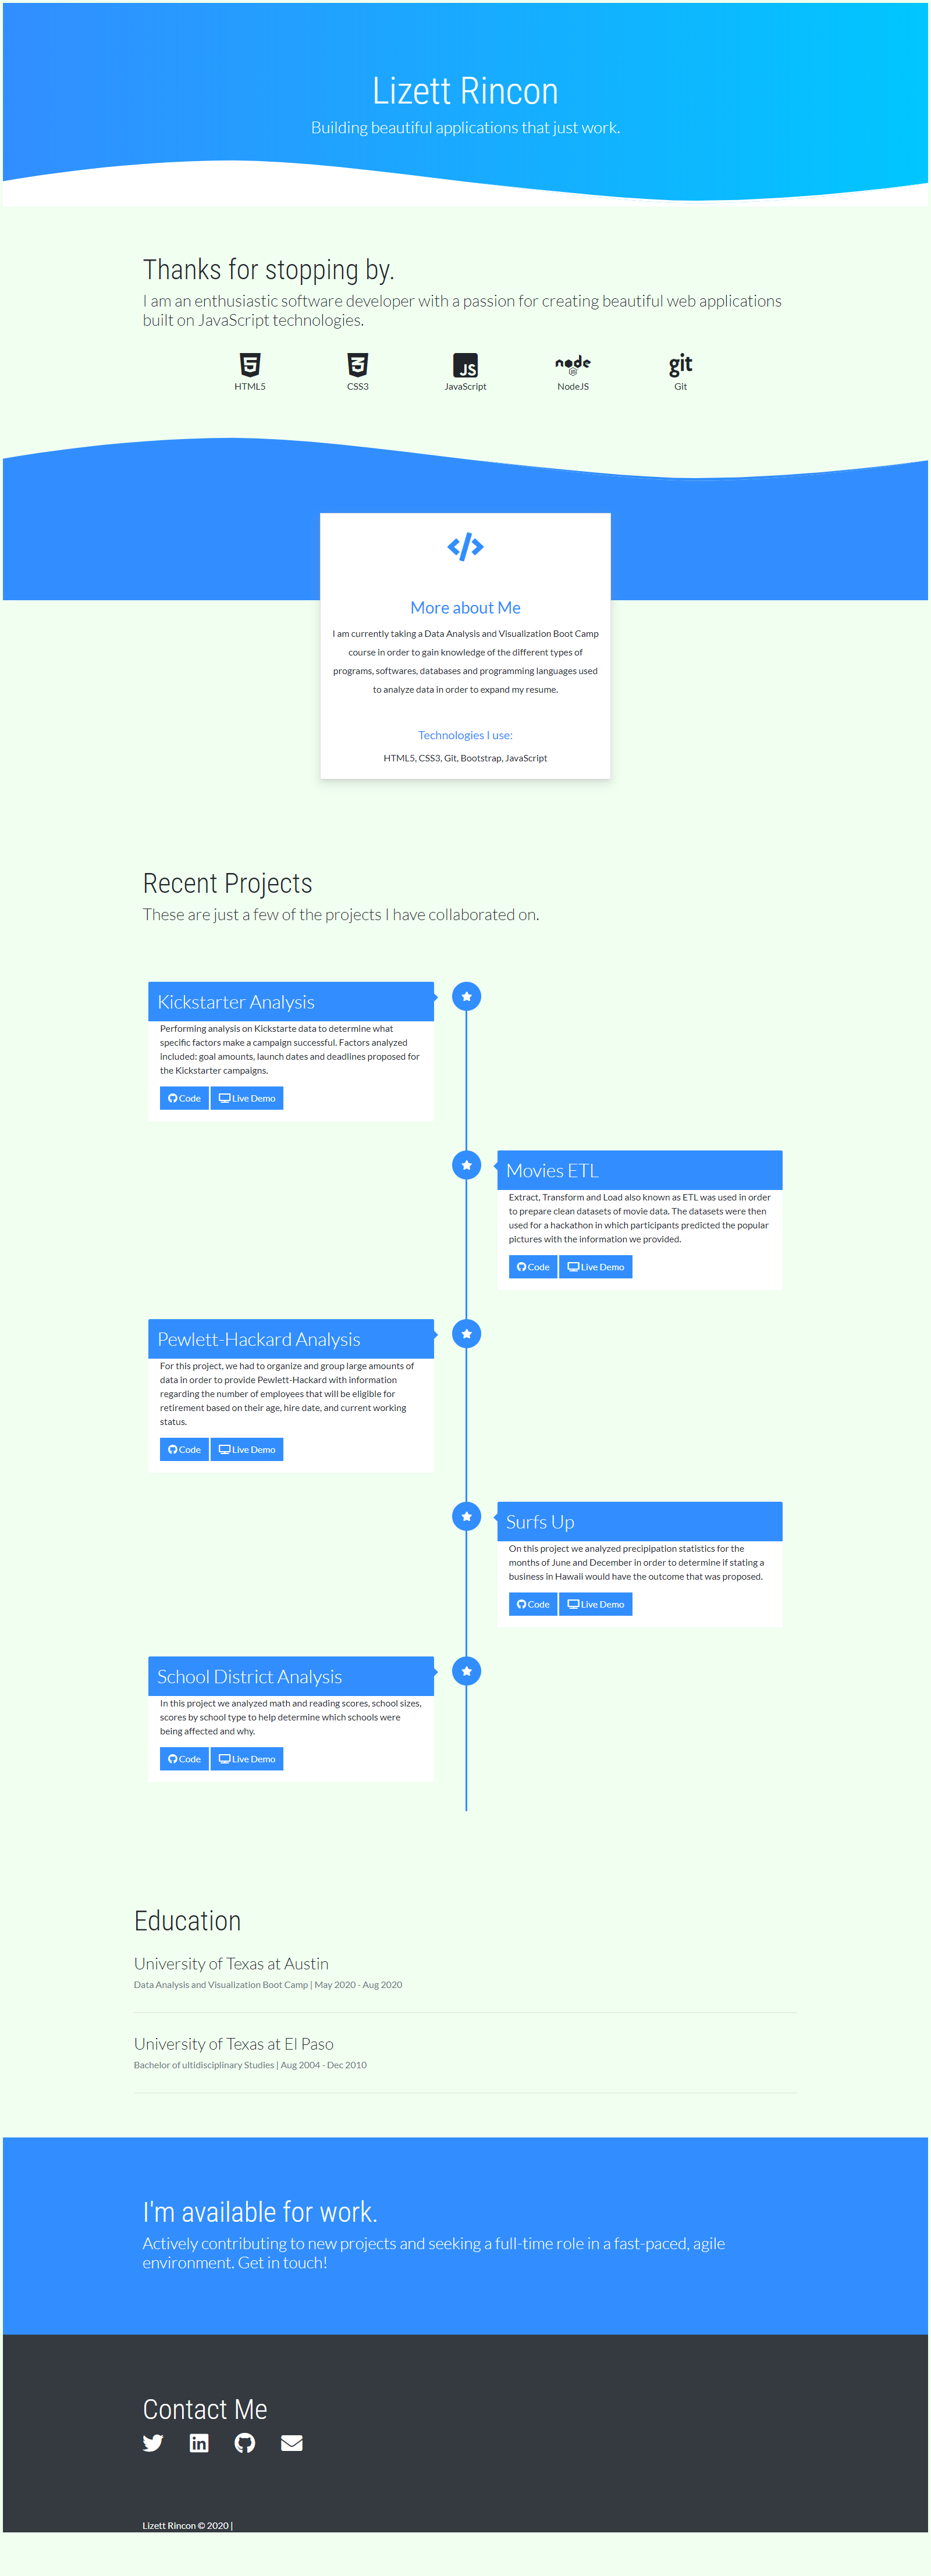 Lizett Rincon
Building beautiful applications that just work.
Thanks for stopping by.
I am an enthusiastic software developer with a passion for creating beautiful web applications
built on JavaScript technologies.
HTML5
CSS3
JS
JavaScript
node
JS
NodeJS
git
Git
More about Me
I am currently taking a Data Analysis and Visualization Boot Camp
course in order to gain knowledge of the different types of
programs, softwares, databases and programming languages used
to analyze data in order to expand my resume.
Technologies I use:
HTML5, CSS3, Git, Bootstrap, JavaScript
Recent Projects
These are just a few of the projects I have collaborated on.
Kickstarter Analysis
Performing analysis on Kickstarte data to determine what
specific factors make a campaign successful. Factors analyzed
included: goal amounts, launch dates and deadlines proposed for
the Kickstarter campaigns.
Code Live Demo
Movies ETL
Extract, Transform and Load also known as ETL was used in order
to prepare clean datasets of movie data. The datasets were then
used for a hackathon in which participants predicted the popular
pictures with the information we provided.
Code Live Demo
Pewlett-Hackard Analysis
For this project, we had to organize and group large amounts of
data in order to provide Pewlett-Hackard with information
regarding the number of employees that will be eligible for
retirement based on their age, hire date, and current working
status.
Code Live Demo
Surfs Up
On this project we analyzed precipipation statistics for the
months of June and December in order to determine if stating a
business in Hawaii would have the outcome that was proposed.
Code Live Demo
School District Analysis
In this project we analyzed math and reading scores, school sizes,
scores by school type to help determine which schools were
being affected and why.
Code Live Demo
Education
University of Texas at Austin
Data Analysis and Visualization Boot Camp | May 2020 - Aug 2020
University of Texas at El Paso
Bachelor of ultidisciplinary Studies | Aug 2004 - Dec 2010
I'm available for work.
Actively contributing to new projects and seeking a full-time role in a fast-paced, agile
environment. Get in touch!
Contact Me
in
Lizett Rincon © 2020 |